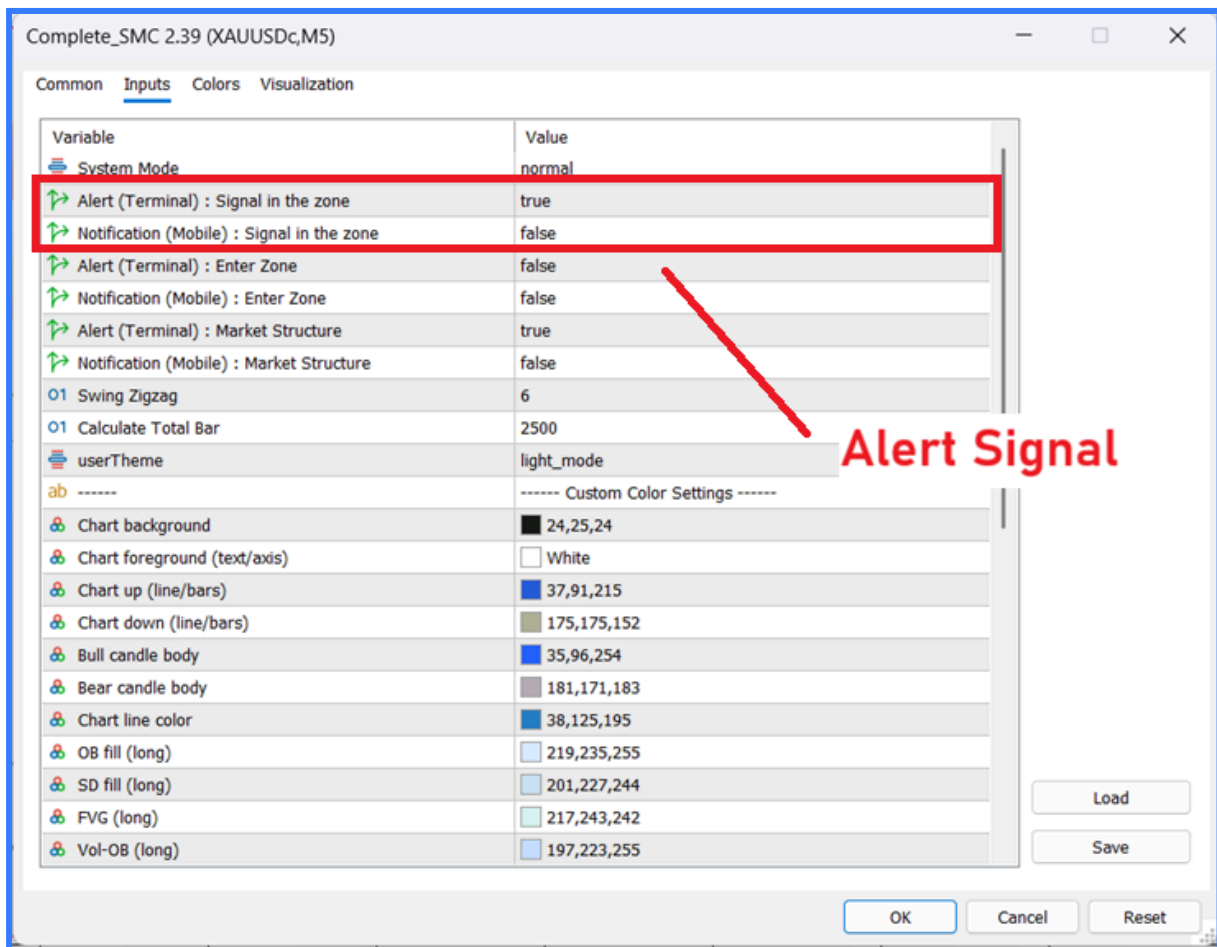 Complete_SMC 2.39 (XAUUSDc,M5)
Common Inputs Colors Visualization
Variable Value
System Mode normal
Alert (Terminal) : Signal in the zone true
Notification (Mobile) : Signal in the zone false
Alert (Terminal) : Enter Zone false
Notification (Mobile) : Enter Zone false
Alert (Terminal) : Market Structure true
Notification (Mobile) : Market Structure false
01 Swing Zigzag 6
01 Calculate Total Bar 2500
userTheme light_mode
Alert Signal
ab ------ ------ Custom Color Settings ------
Chart background 24,25,24
Chart foreground (text/axis) White
Chart up (line/bars) 37,91,215
Chart down (line/bars) 175,175,152
Bull candle body 35,96,254
Bear candle body 181,171,183
Chart line color 38,125,195
OB fill (long) 219,235,255
SD fill (long) 201,227,244
FVG (long) 217,243,242
Vol-OB (long) 197,223,255
Load
Save
OK Cancel Reset